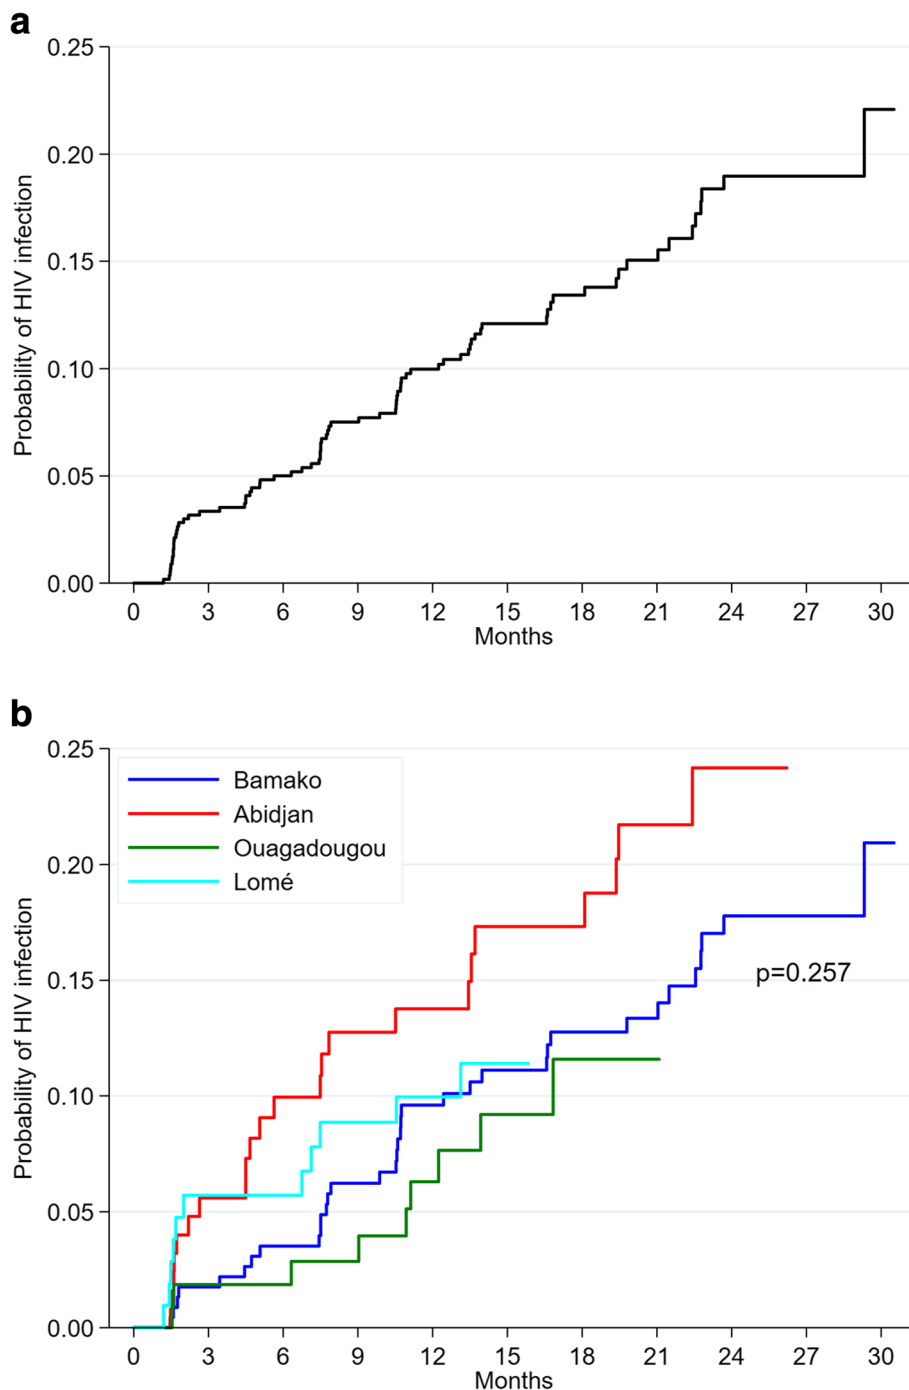 a
0.25
0.20
0.15
0.10
0.05
0.00
Probability of HIV infection
0 3 6 9 12 15 18 21 24 27 30
Months
b
0.25
0.20
0.15
0.10
0.05
0.00
Probability of HIV infection
Bamako
Abidjan
Ouagadougou
Lomé
p=0.257
0 3 6 9 12 15 18 21 24 27 30
Months